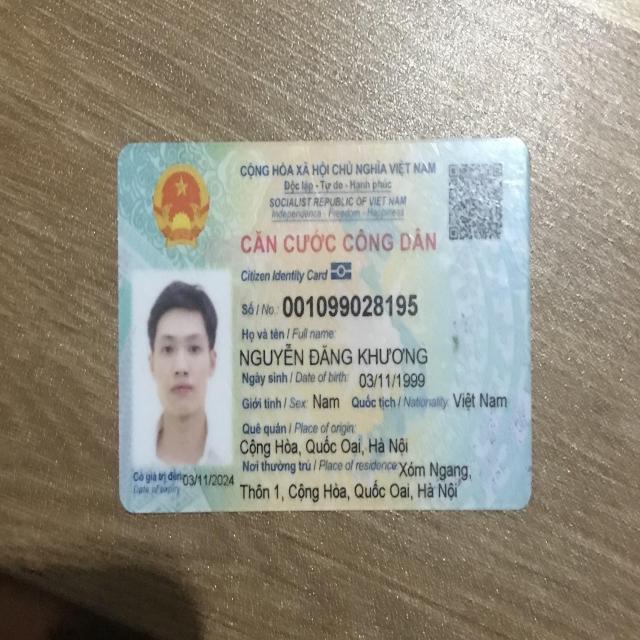 CỘNG HÒA XÃ HỘI CHỦ NGHĨA VIỆT NAM
Độc lập - Tự do - Hạnh phúc
SOCIALIST REPUBLIC OF VIET NAM
Independence - Freedom - Happiness
CĂN CƯỚC CÔNG DÂN
Citizen Identity Card
Số / No.: 001099028195
Họ và tên / Full name:
NGUYỄN ĐĂNG KHƯƠNG
Ngày sinh / Date of birth: 03/11/1999
Giới tính / Sex: Nam Quốc tịch / Nationality: Việt Nam
Quê quán / Place of origin:
Cộng Hòa, Quốc Oai, Hà Nội
Nơi thường trú / Place of residence: Xóm Ngang,
Thôn 1, Cộng Hòa, Quốc Oai, Hà Nội
Có giá trị đến: 03/11/2024
Date of expiry